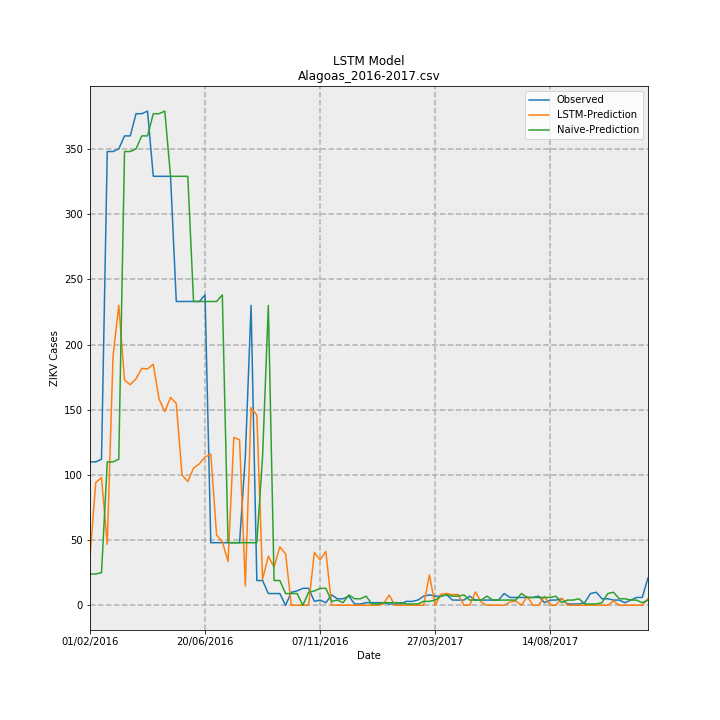 LSTM Model
Alagoas_2016-2017.csv
Observed
LSTM-Prediction
Naive-Prediction
ZIKV Cases
350
300
250
200
150
100
50
0
01/02/2016 20/06/2016 07/11/2016 27/03/2017 14/08/2017
Date